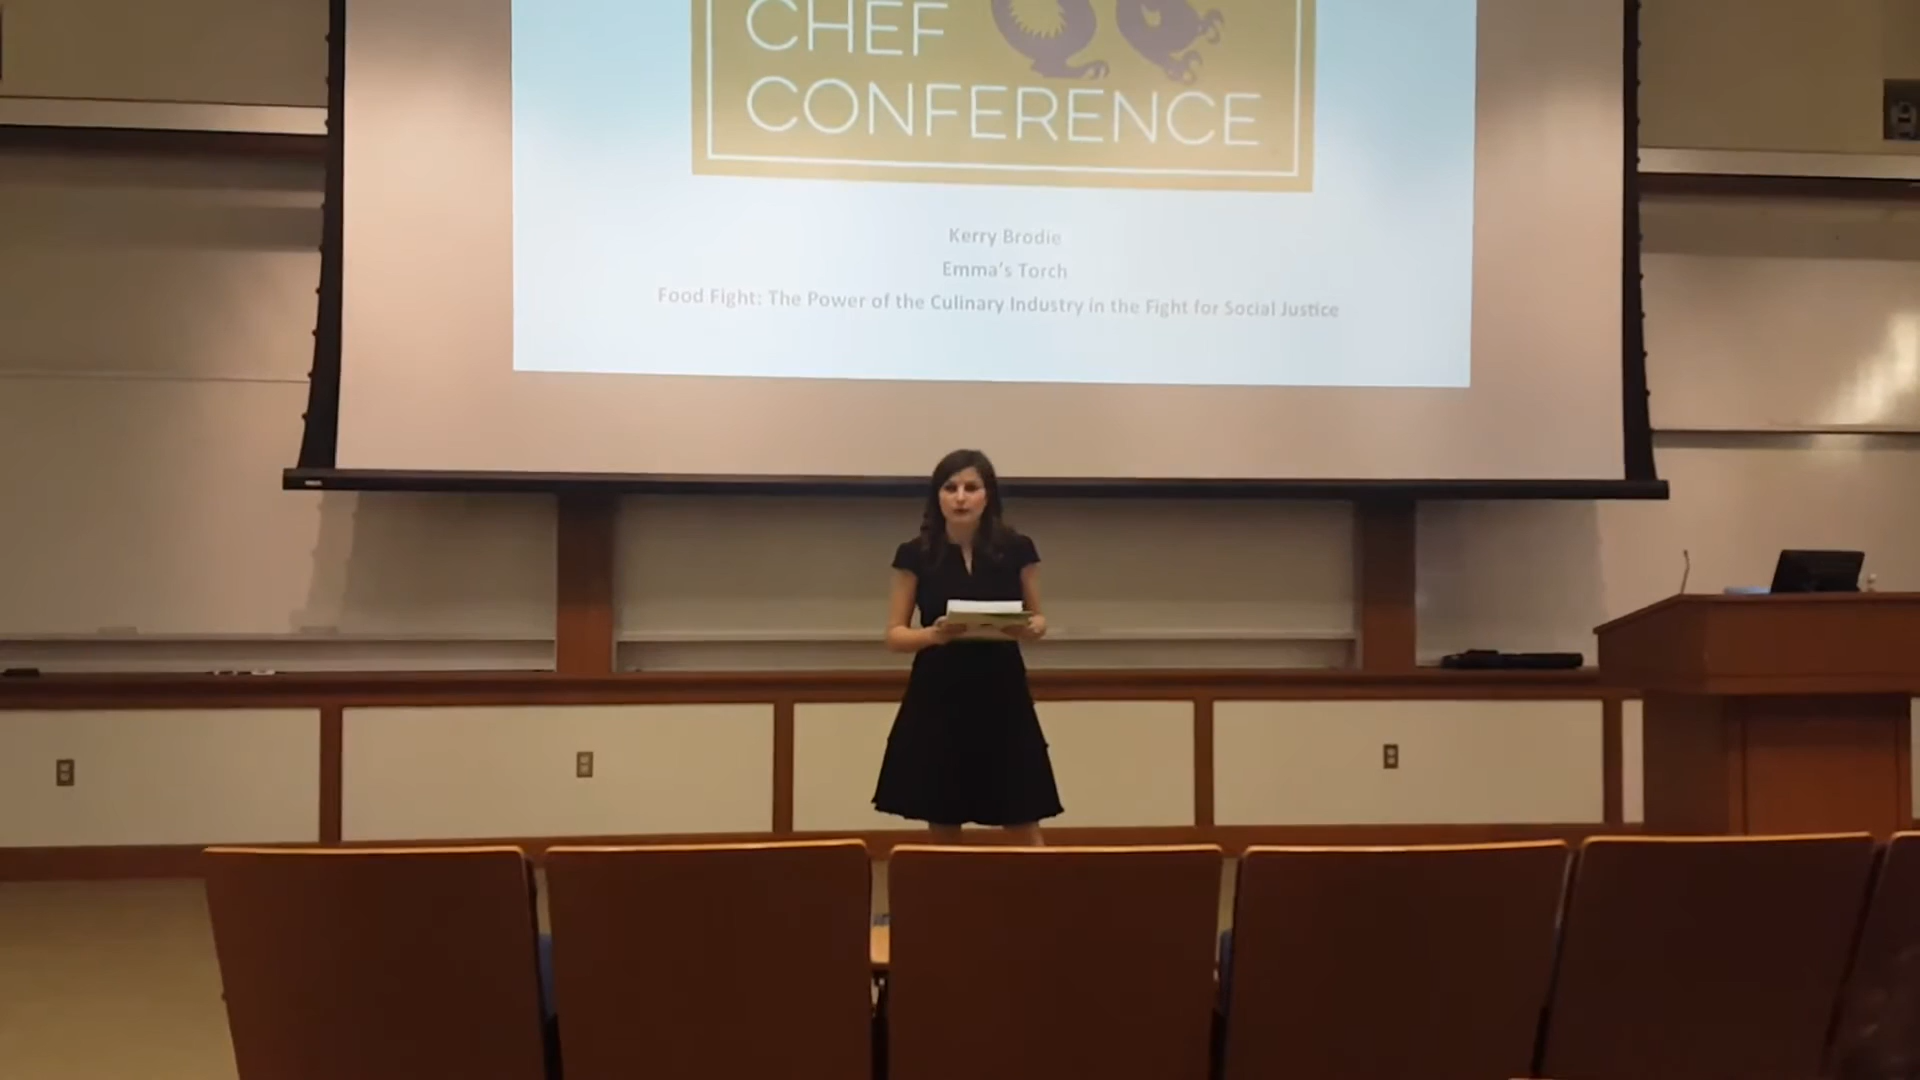 CHEF
CONFERENCE
Kerry Brodie
Emma's Torch
Food Fight: The Power of the Culinary Industry in the Fight for Social Justice